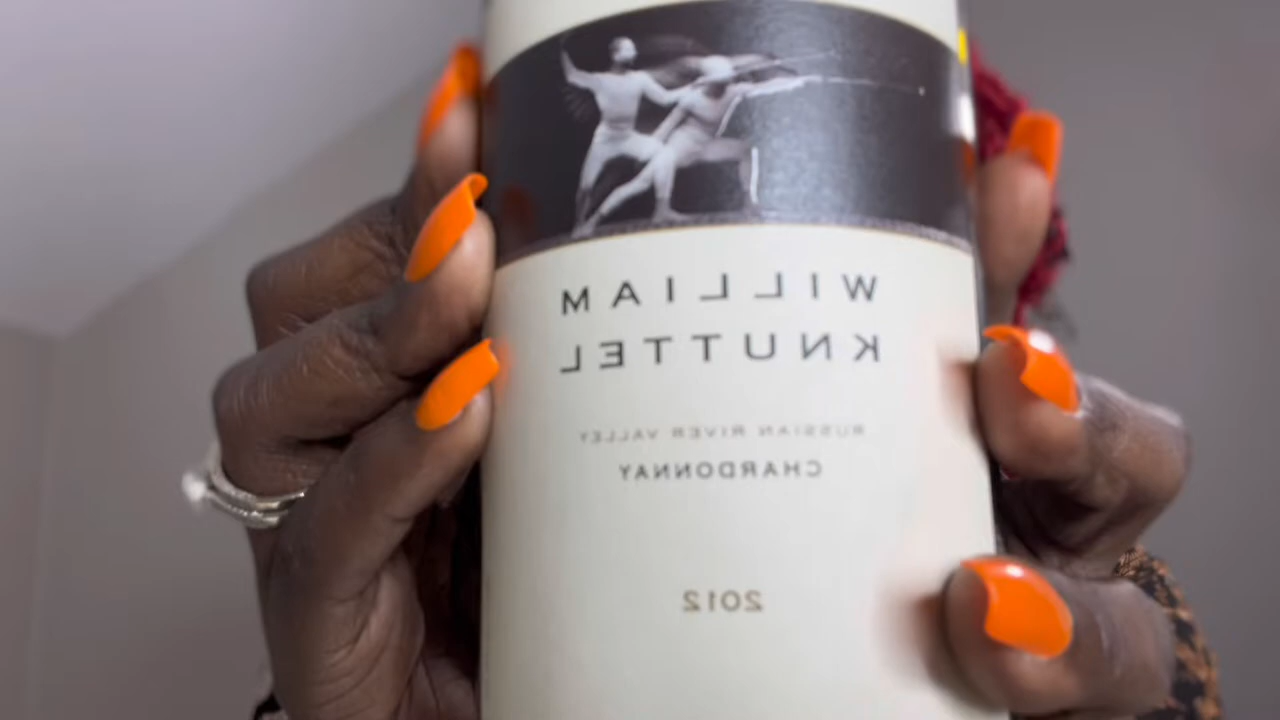 WILLIAM
KNUTTEL
RUSSIAN RIVER VALLEY
CHARDONNAY
2012